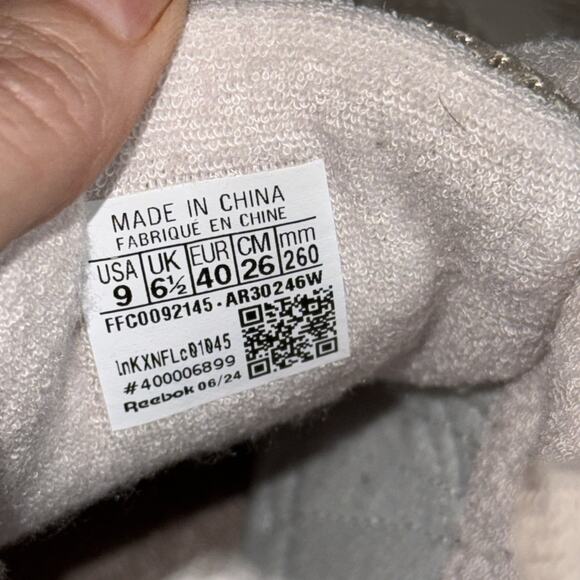 MADE IN CHINA
FABRIQUÉ EN CHINE
USA UK EUR CM mm
9 6½ 40 26 260
FFC0092145-AR30246W
lnKXNFLc01045
#400006899
Reebok 06/24